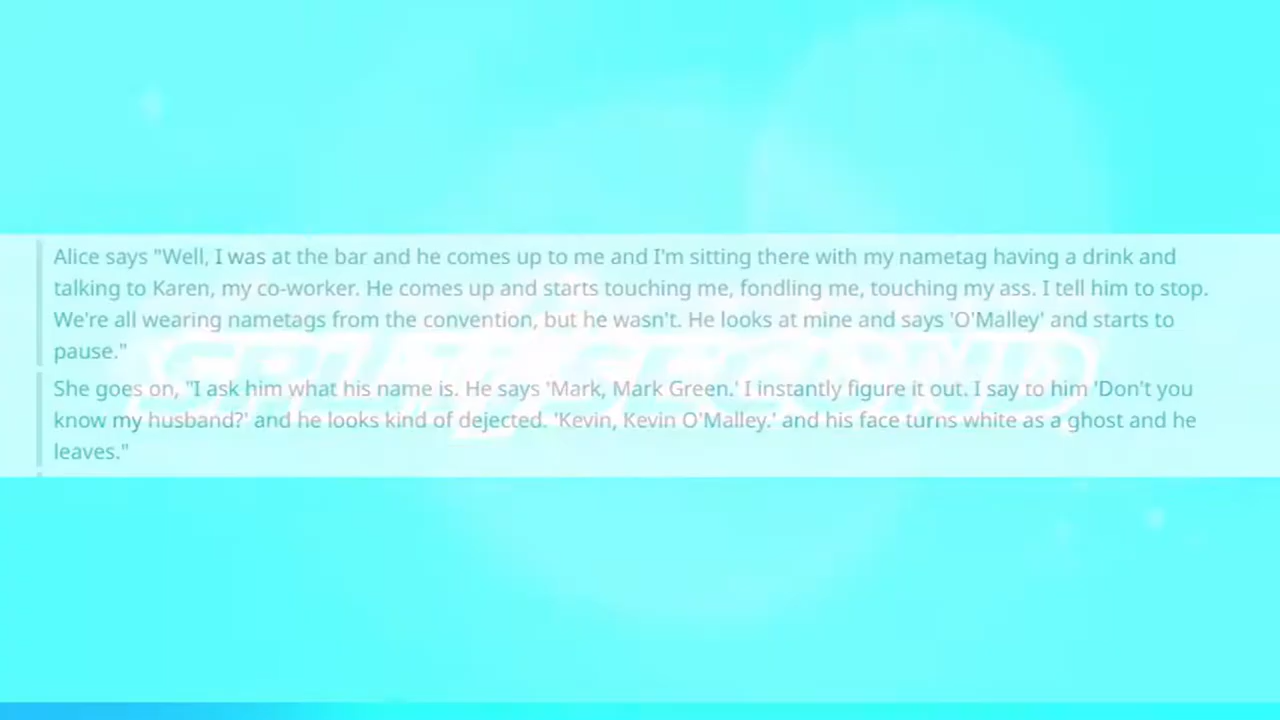 Alice says "Well, I was at the bar and he comes up to me and I'm sitting there with my nametag having a drink and
talking to Karen, my co-worker. He comes up and starts touching me, fondling me, touching my ass. I tell him to stop.
We're all wearing nametags from the convention, but he wasn't. He looks at mine and says 'O'Malley' and starts to
pause."
She goes on, "I ask him what his name is. He says 'Mark, Mark Green.' I instantly figure it out. I say to him 'Don't you
know my husband?' and he looks kind of dejected. 'Kevin, Kevin O'Malley.' and his face turns white as a ghost and he
leaves."
SPLIT SECOND